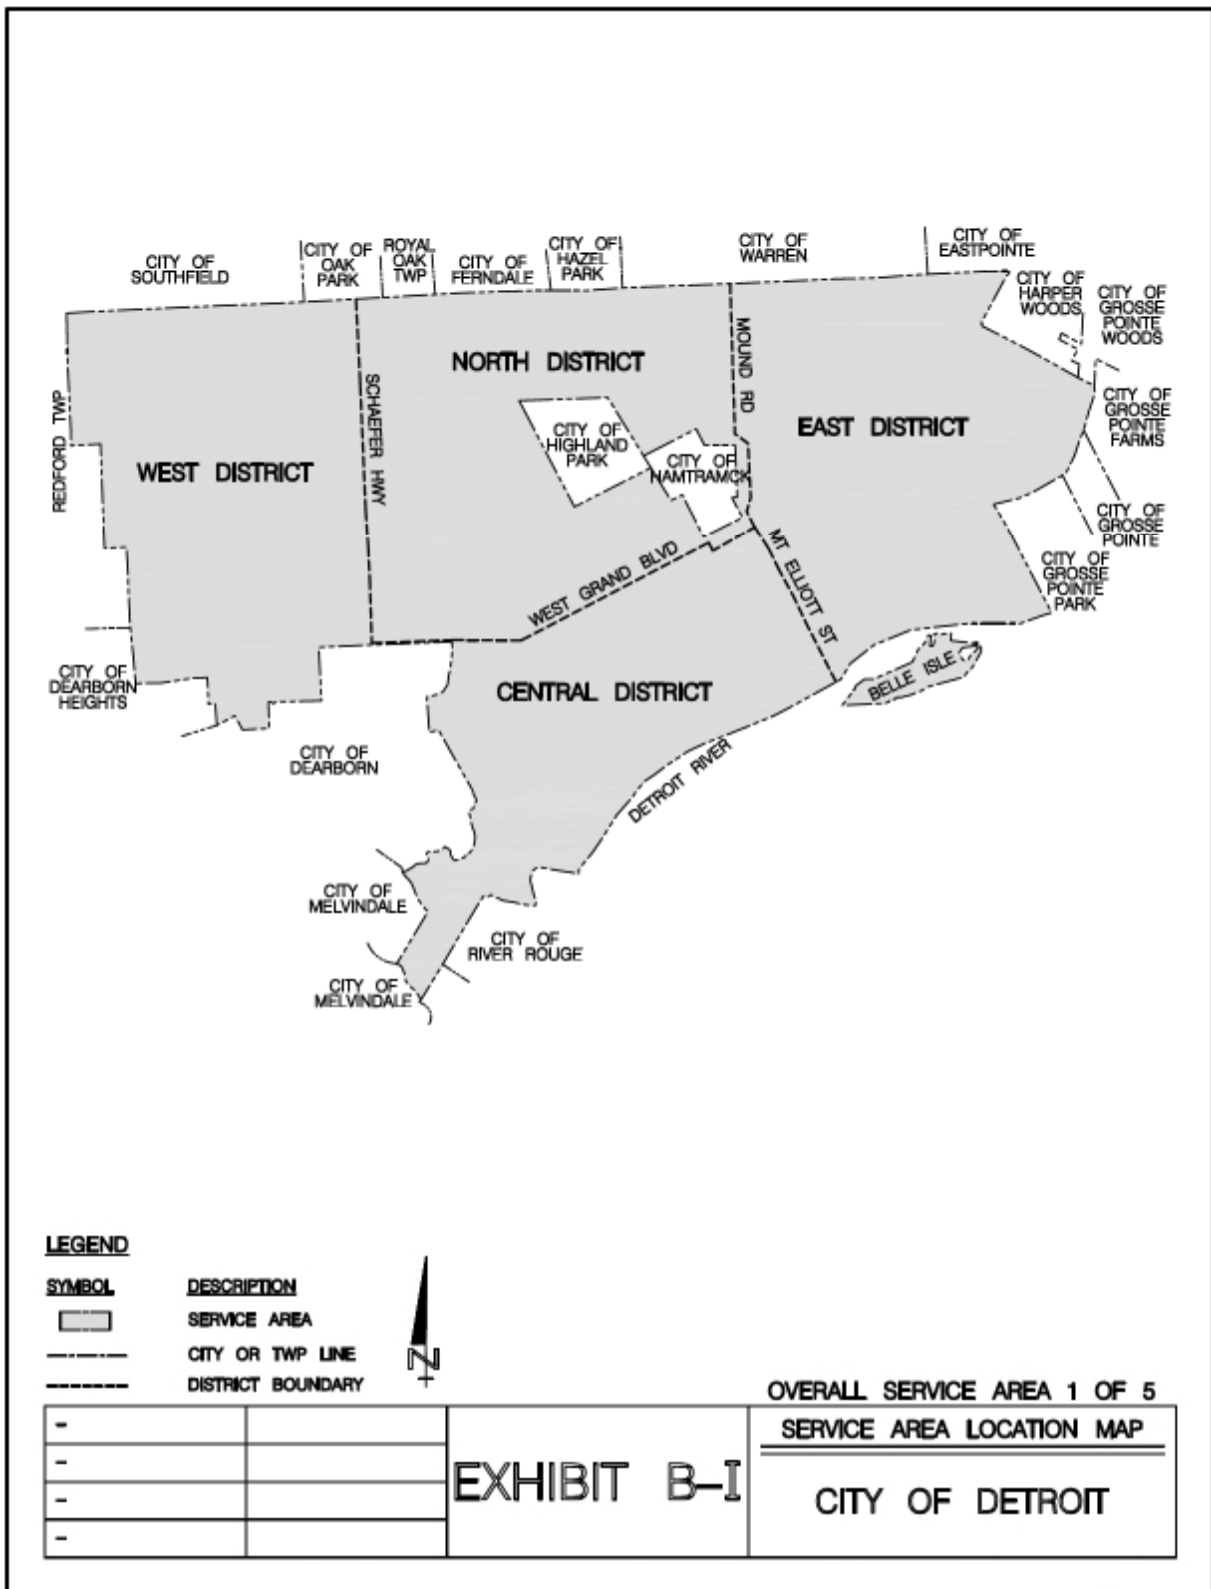 CITY OF
SOUTHFIELD
CITY OF
OAK
PARK
ROYAL
OAK
TWP
CITY OF
FERNDALE
CITY OF
HAZEL
PARK
CITY OF
WARREN
CITY OF
EASTPOINTE
CITY OF
HARPER
WOODS
CITY OF
GROSSE
POINTE
WOODS
NORTH DISTRICT
MOUND RD
SCHAEFER HWY
REDFORD TWP
WEST DISTRICT
CITY OF
HIGHLAND
PARK
CITY OF
HAMTRAMCK
EAST DISTRICT
CITY OF
GROSSE
POINTE
FARMS
CITY OF
GROSSE
POINTE
CITY OF
GROSSE
POINTE
PARK
WEST GRAND BLVD
MT ELLIOTT ST
CITY OF
DEARBORN
HEIGHTS
CENTRAL DISTRICT
BELLE ISLE
CITY OF
DEARBORN
DETROIT RIVER
CITY OF
MELVINDALE
CITY OF
RIVER ROUGE
CITY OF
MELVINDALE
LEGEND
SYMBOL DESCRIPTION
SERVICE AREA
CITY OR TWP LINE
DISTRICT BOUNDARY
N
OVERALL SERVICE AREA 1 OF 5
-
-
-
-
EXHIBIT B-I
SERVICE AREA LOCATION MAP
CITY OF DETROIT